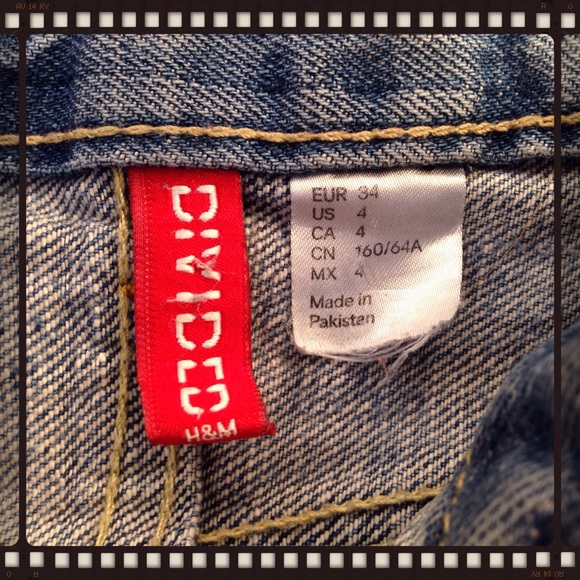 DIVIDED
H&M
EUR 34
US 4
CA 4
CN 160/64A
MX 4
Made in
Pakistan